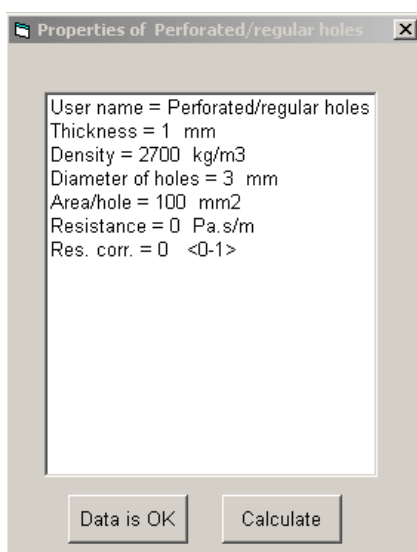 Properties of Perforated/regular holes
User name = Perforated/regular holes
Thickness = 1 mm
Density = 2700 kg/m3
Diameter of holes = 3 mm
Area/hole = 100 mm2
Resistance = 0 Pa.s/m
Res. corr. = 0 <0-1>
Data is OK
Calculate